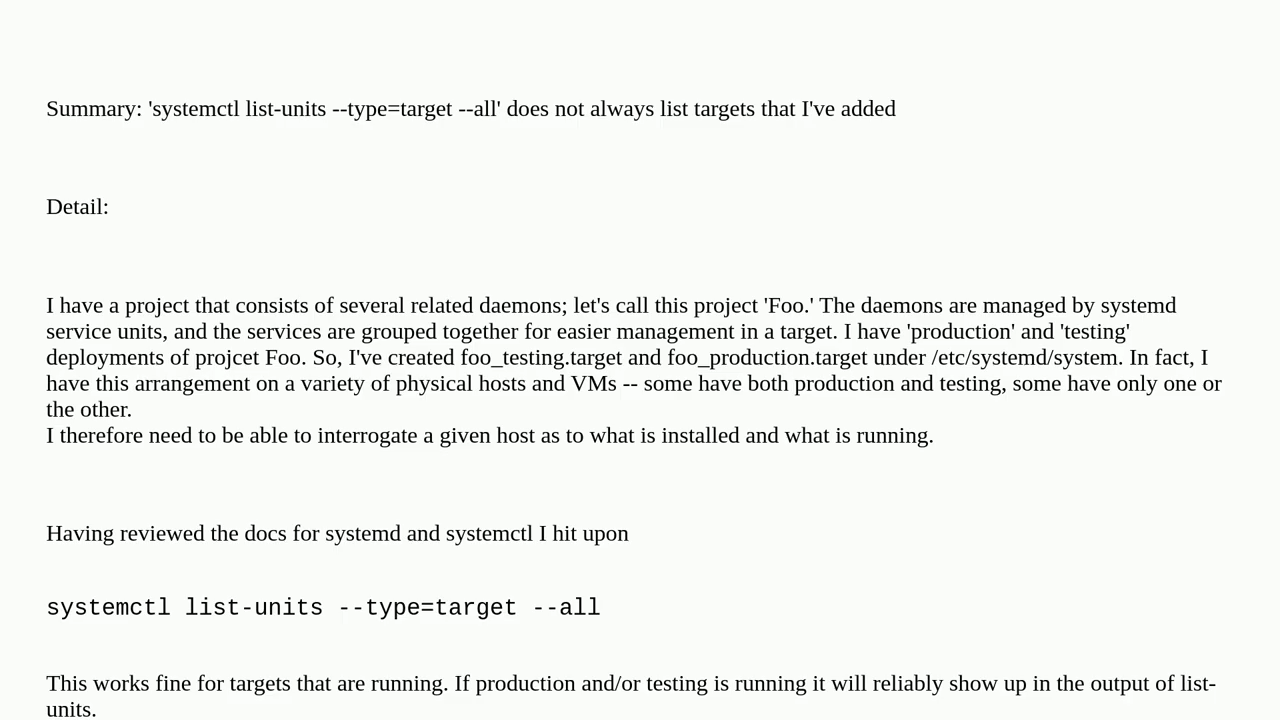 Summary: 'systemctl list-units --type=target --all' does not always list targets that I've added
Detail:
I have a project that consists of several related daemons; let's call this project 'Foo.' The daemons are managed by systemd
service units, and the services are grouped together for easier management in a target. I have 'production' and 'testing'
deployments of projcet Foo. So, I've created foo_testing.target and foo_production.target under /etc/systemd/system. In fact, I
have this arrangement on a variety of physical hosts and VMs -- some have both production and testing, some have only one or
the other.
I therefore need to be able to interrogate a given host as to what is installed and what is running.
Having reviewed the docs for systemd and systemctl I hit upon
systemctl list-units --type=target --all
This works fine for targets that are running. If production and/or testing is running it will reliably show up in the output of list-
units.